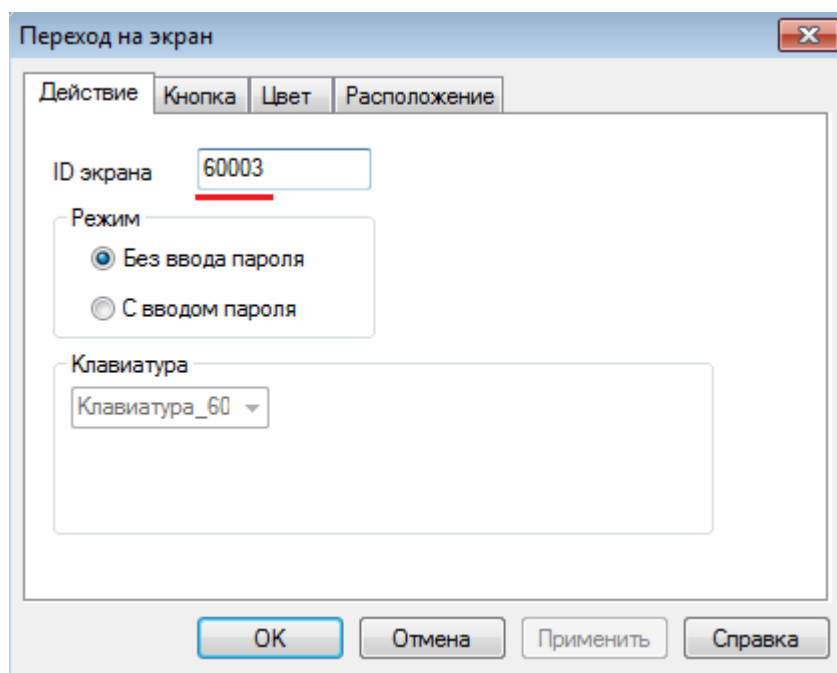 Переход на экран
Действие Кнопка Цвет Расположение
ID экрана 60003
Режим
Без ввода пароля
С вводом пароля
Клавиатура
Клавиатура_60
OK Отмена Применить Справка